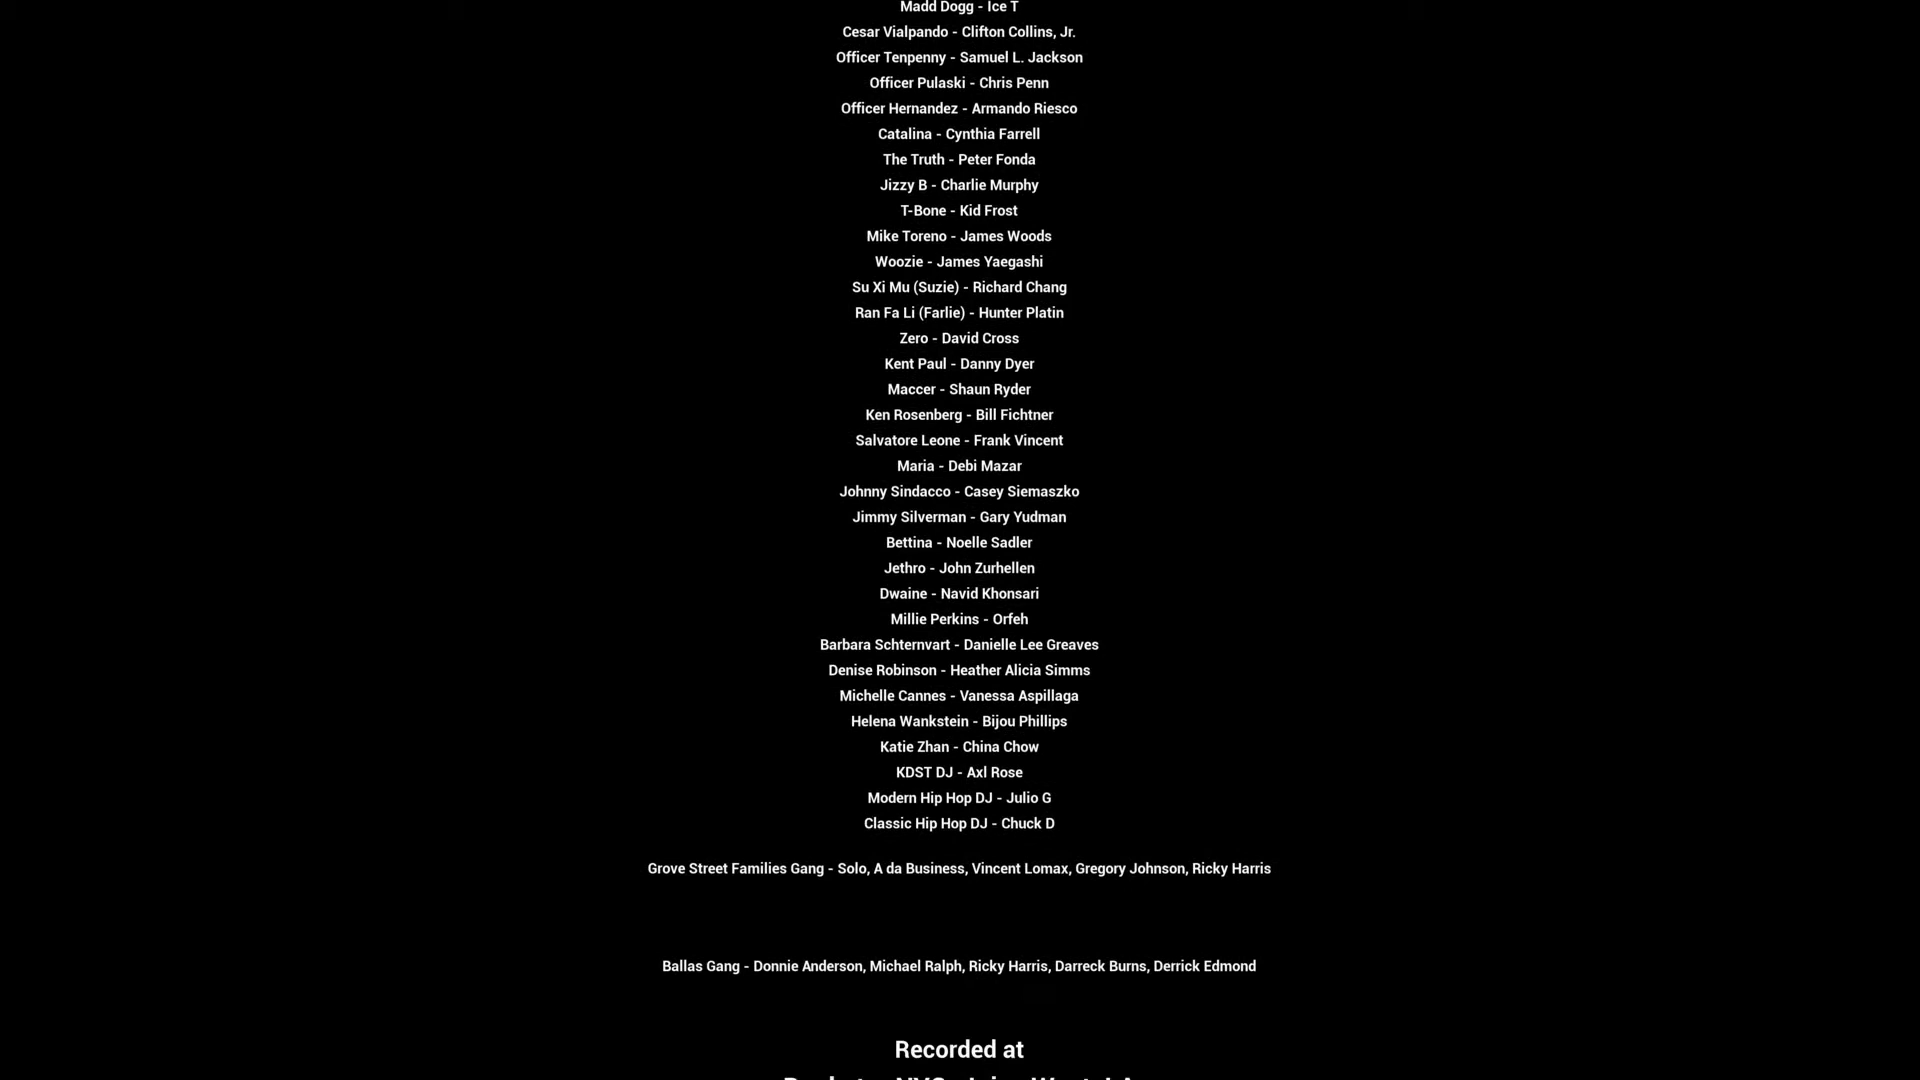 Madd Dogg - Ice T
Cesar Vialpando - Clifton Collins, Jr.
Officer Tenpenny - Samuel L. Jackson
Officer Pulaski - Chris Penn
Officer Hernandez - Armando Riesco
Catalina - Cynthia Farrell
The Truth - Peter Fonda
Jizzy B - Charlie Murphy
T-Bone - Kid Frost
Mike Toreno - James Woods
Woozie - James Yaegashi
Su Xi Mu (Suzie) - Richard Chang
Ran Fa Li (Farlie) - Hunter Platin
Zero - David Cross
Kent Paul - Danny Dyer
Maccer - Shaun Ryder
Ken Rosenberg - Bill Fichtner
Salvatore Leone - Frank Vincent
Maria - Debi Mazar
Johnny Sindacco - Casey Siemaszko
Jimmy Silverman - Gary Yudman
Bettina - Noelle Sadler
Jethro - John Zurhellen
Dwaine - Navid Khonsari
Millie Perkins - Orfeh
Barbara Schternvart - Danielle Lee Greaves
Denise Robinson - Heather Alicia Simms
Michelle Cannes - Vanessa Aspillaga
Helena Wankstein - Bijou Phillips
Katie Zhan - China Chow
KDST DJ - Axl Rose
Modern Hip Hop DJ - Julio G
Classic Hip Hop DJ - Chuck D
Grove Street Families Gang - Solo, A da Business, Vincent Lomax, Gregory Johnson, Ricky Harris
Ballas Gang - Donnie Anderson, Michael Ralph, Ricky Harris, Darreck Burns, Derrick Edmond
Recorded at